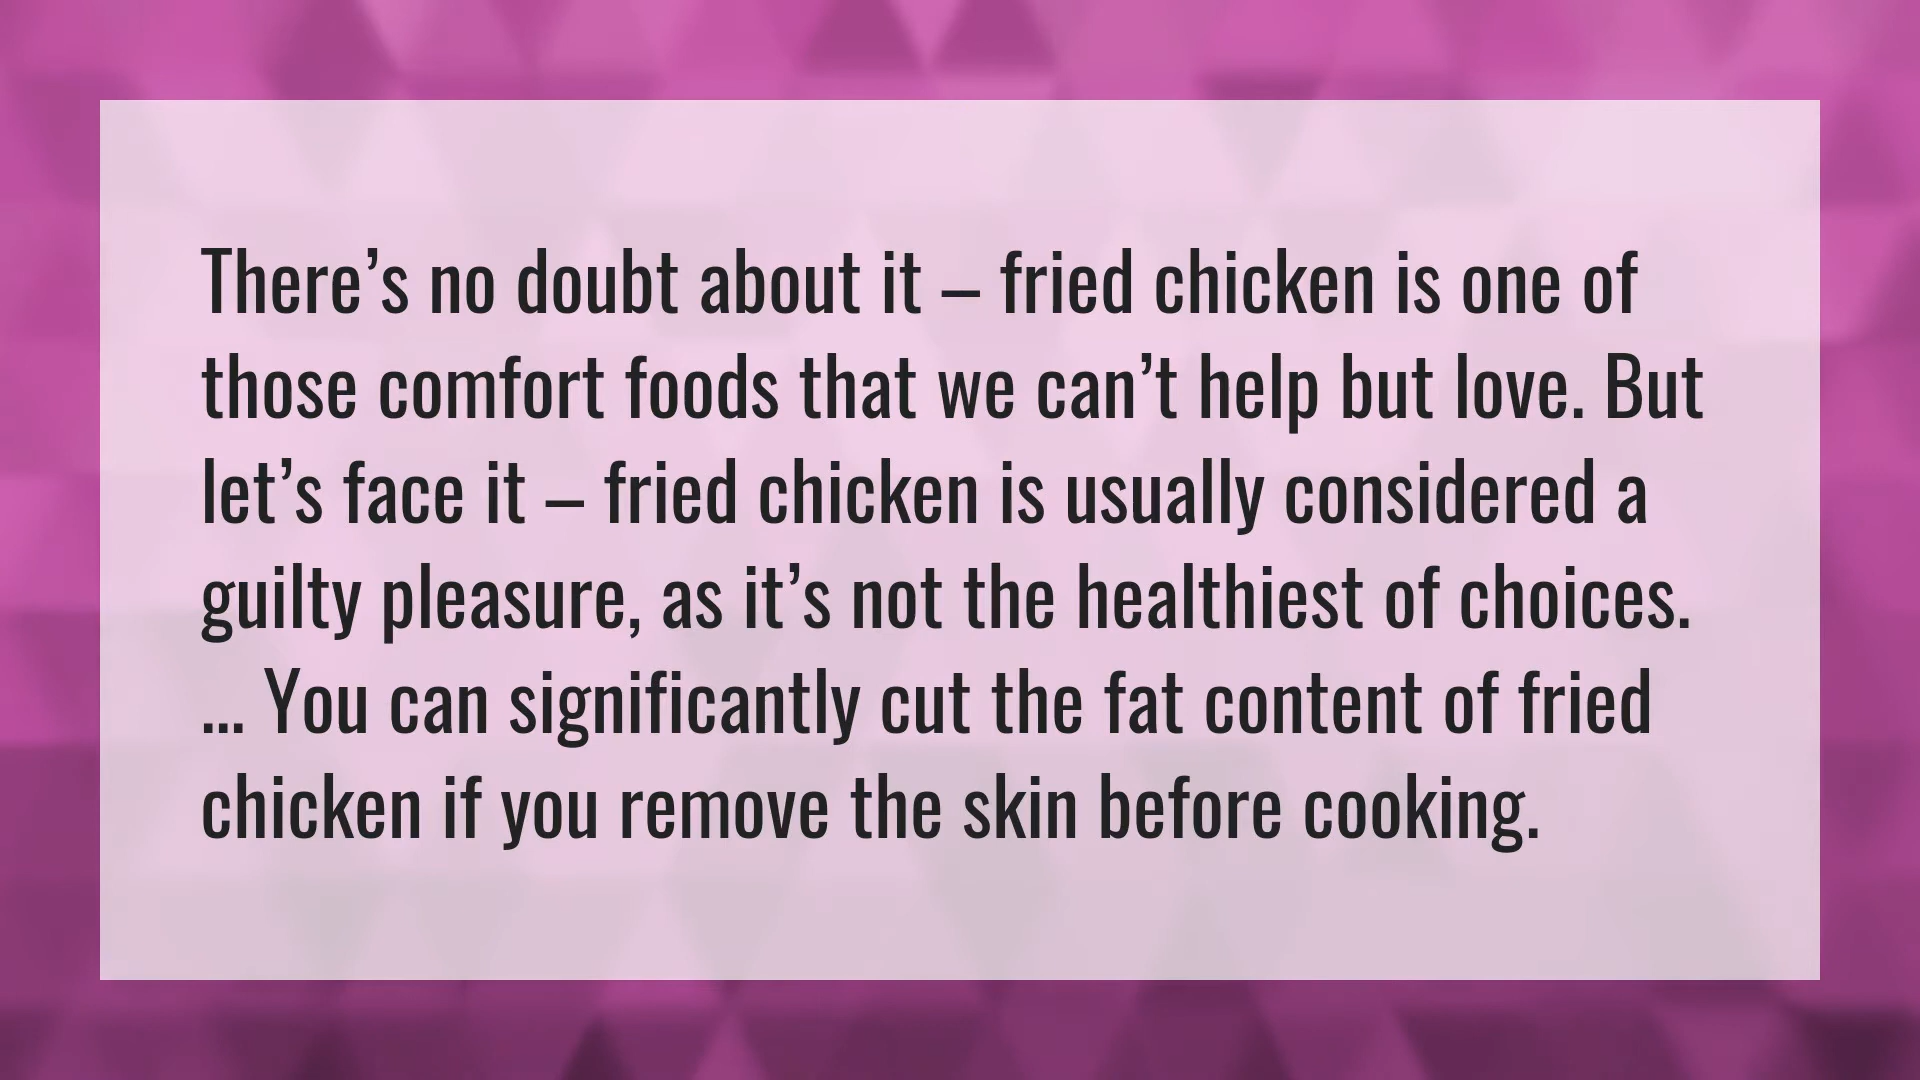 There’s no doubt about it – fried chicken is one of
those comfort foods that we can’t help but love. But
let’s face it – fried chicken is usually considered a
guilty pleasure, as it’s not the healthiest of choices.
... You can significantly cut the fat content of fried
chicken if you remove the skin before cooking.